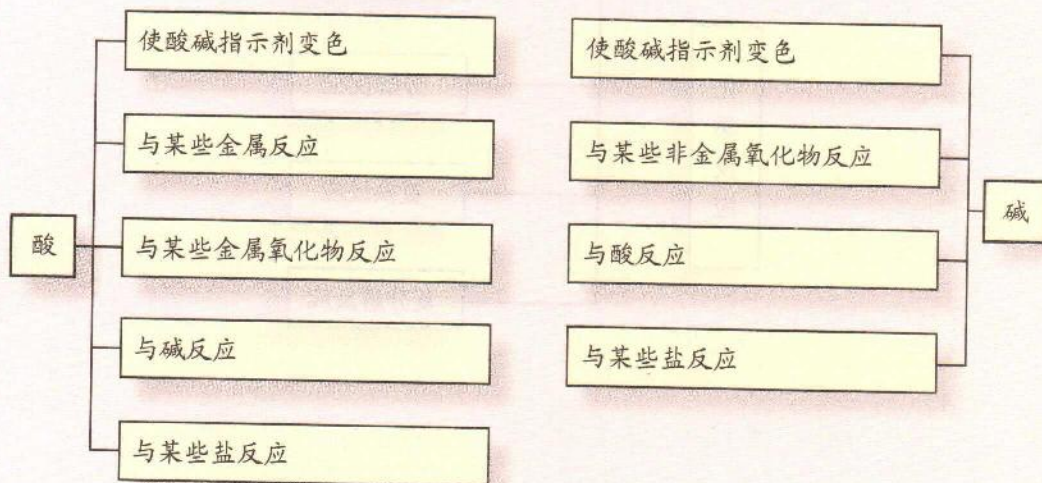 酸
使酸碱指示剂变色
与某些金属反应
与某些金属氧化物反应
与碱反应
与某些盐反应
使酸碱指示剂变色
与某些非金属氧化物反应
与酸反应
与某些盐反应
碱